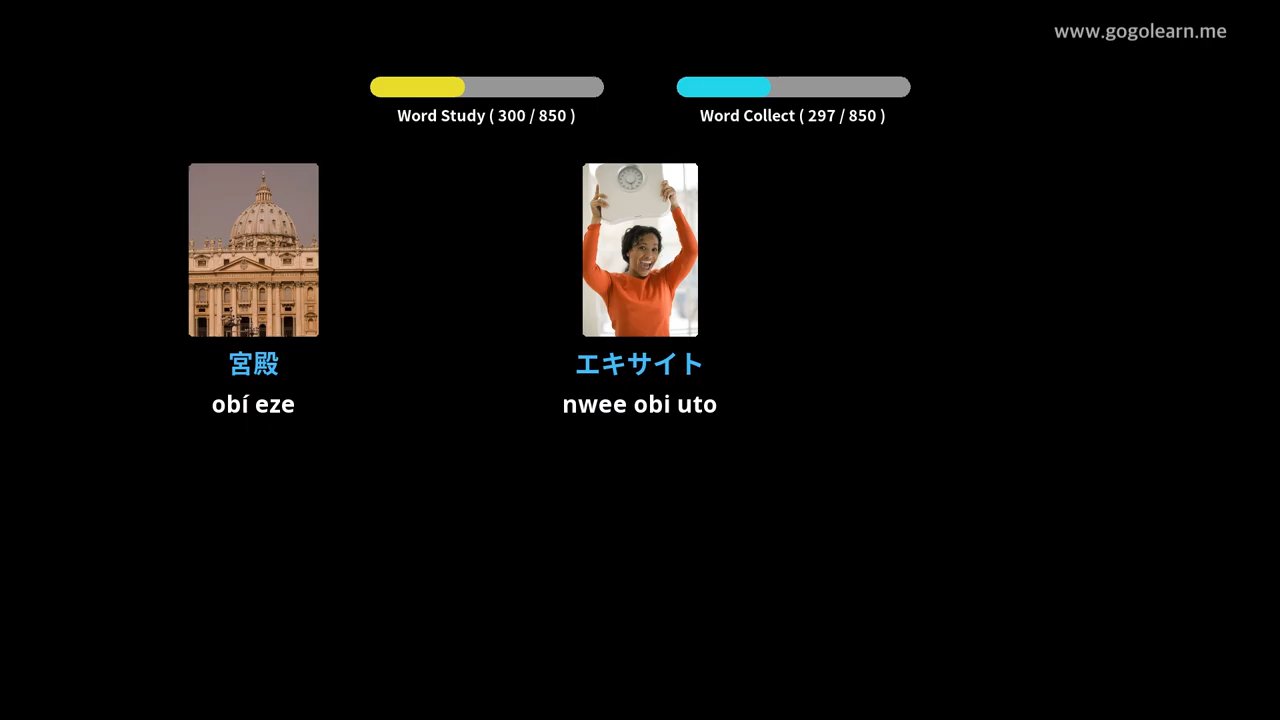 www.gogolearn.me
Word Study ( 300 / 850 )
Word Collect ( 297 / 850 )
宮殿
obí eze
エキサイト
nwee obi uto